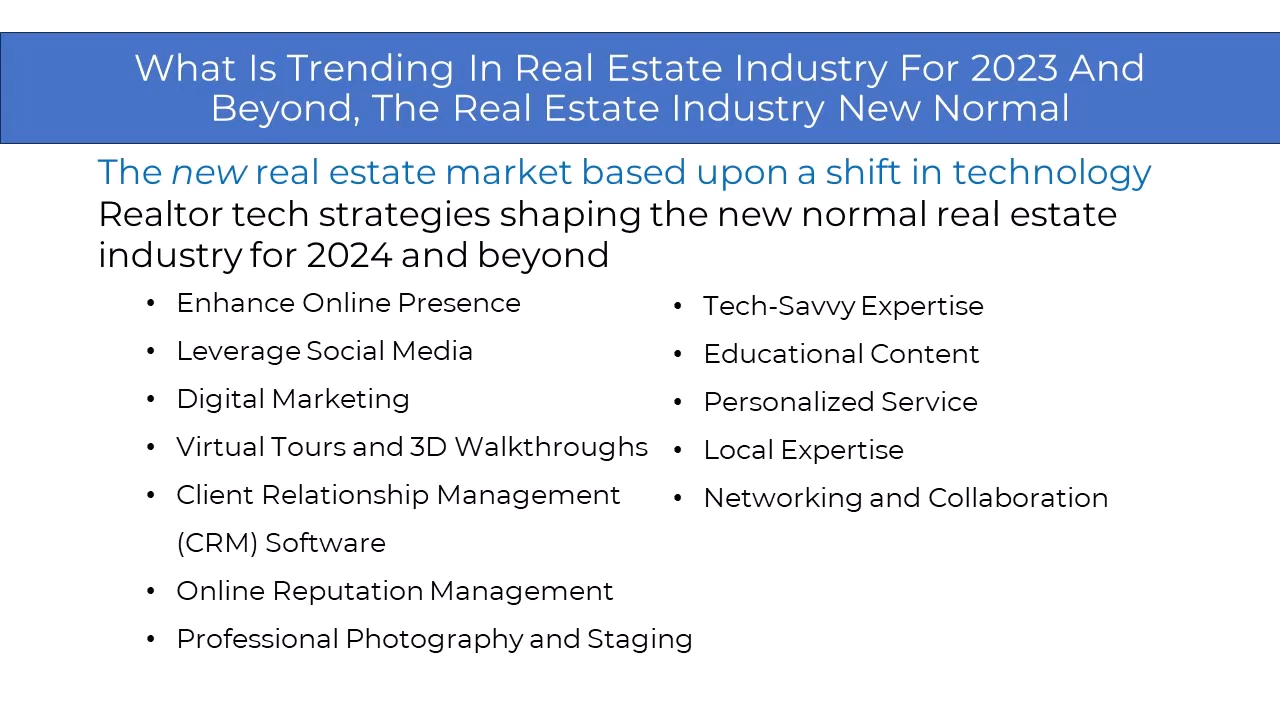 What Is Trending In Real Estate Industry For 2023 And
Beyond, The Real Estate Industry New Normal
The new real estate market based upon a shift in technology
Realtor tech strategies shaping the new normal real estate
industry for 2024 and beyond
• Enhance Online Presence
• Leverage Social Media
• Digital Marketing
• Virtual Tours and 3D Walkthroughs
• Client Relationship Management
(CRM) Software
• Online Reputation Management
• Professional Photography and Staging
• Tech-Savvy Expertise
• Educational Content
• Personalized Service
• Local Expertise
• Networking and Collaboration